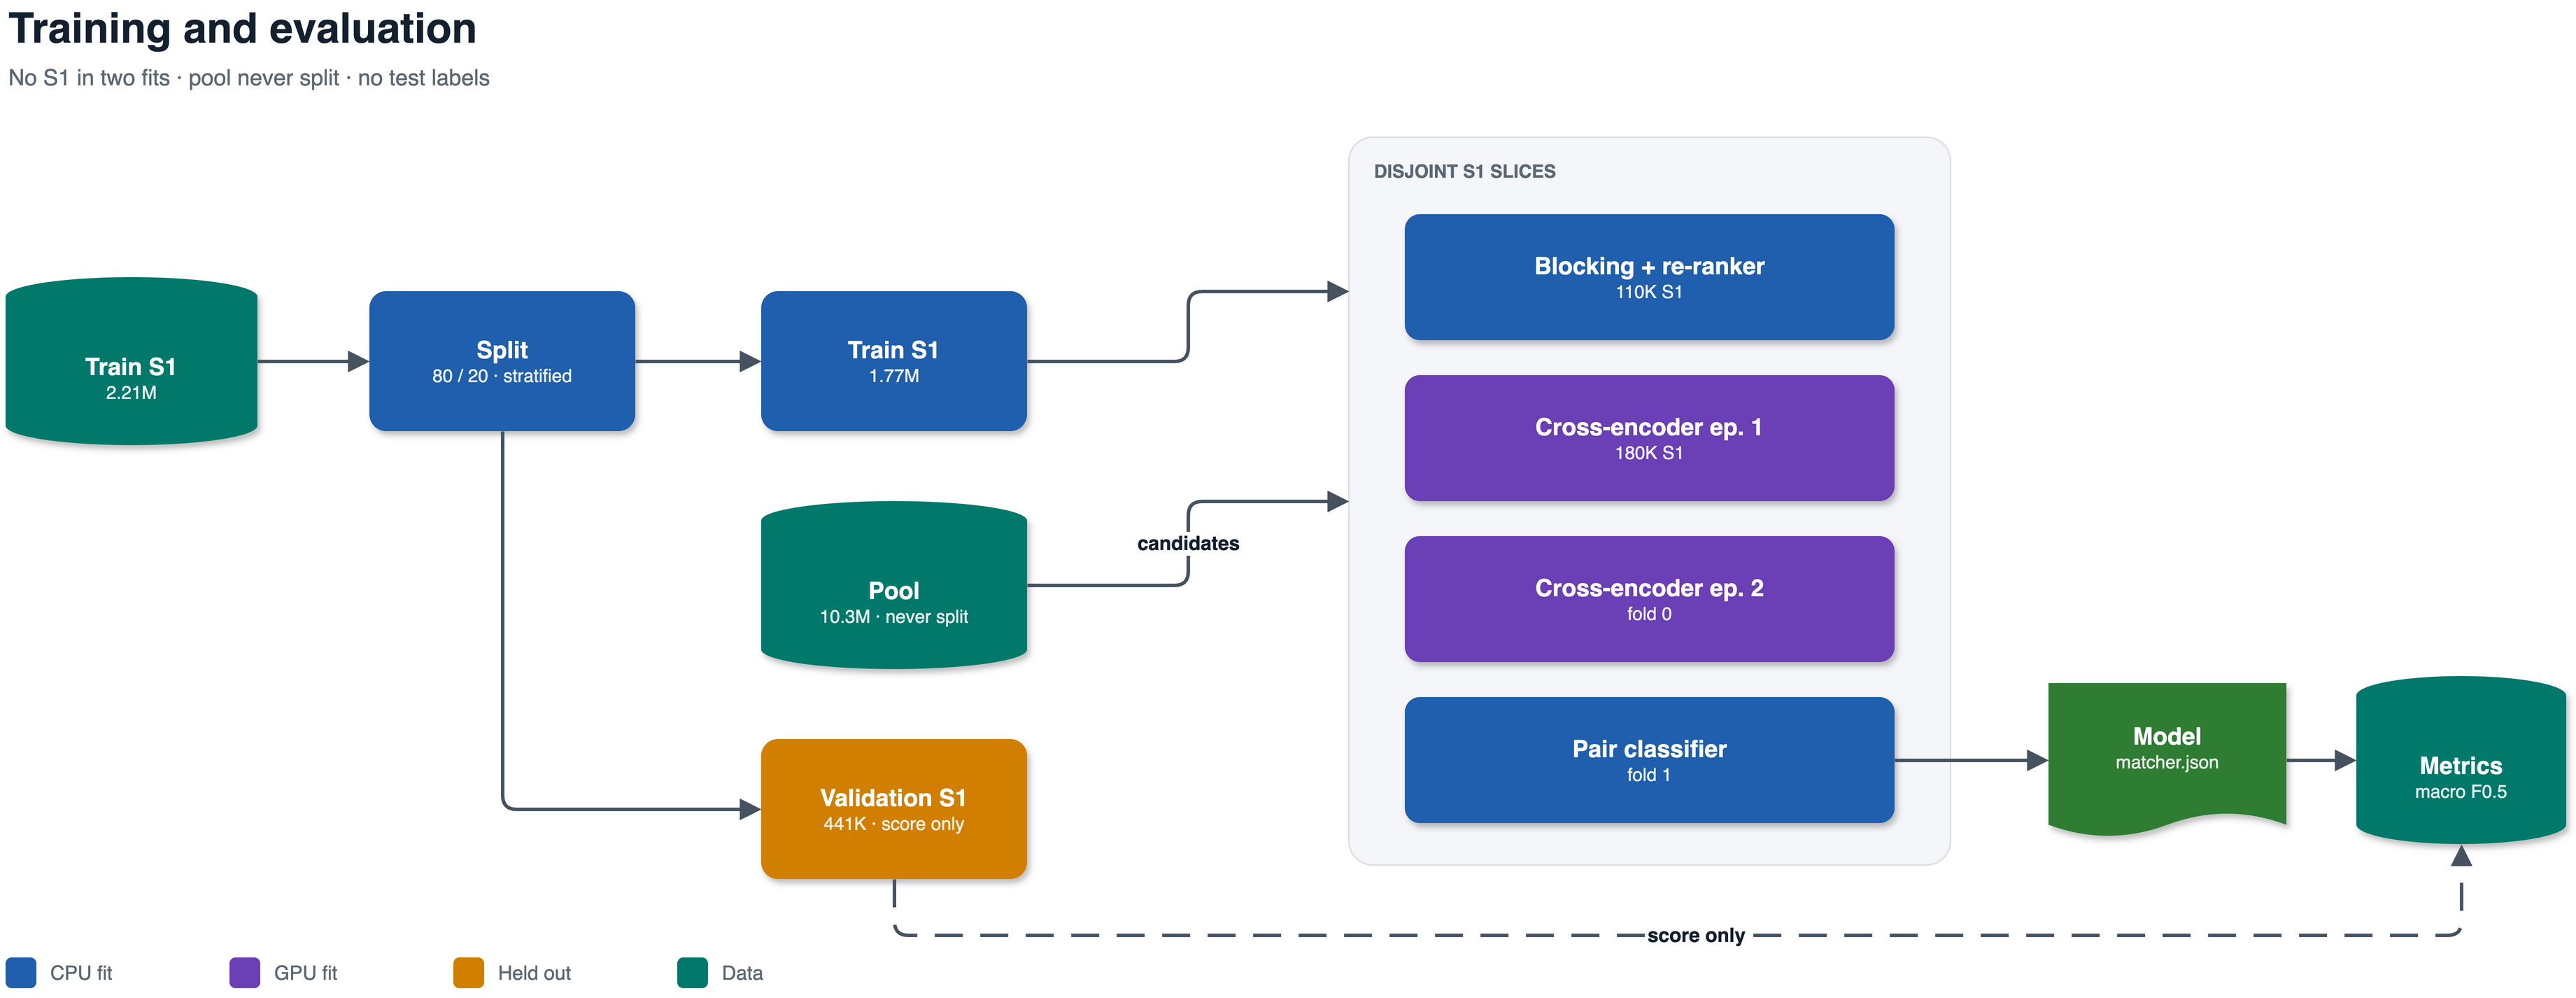 Training and evaluation
No S1 in two fits · pool never split · no test labels
DISJOINT S1 SLICES
Blocking + re-ranker
110K S1
Train S1
2.21M
Split
80 / 20 · stratified
Train S1
1.77M
Cross-encoder ep. 1
180K S1
candidates
Pool
10.3M · never split
Cross-encoder ep. 2
fold 0
Pair classifier
fold 1
Model
matcher.json
Metrics
macro F0.5
Validation S1
441K · score only
score only
CPU fit
GPU fit
Held out
Data